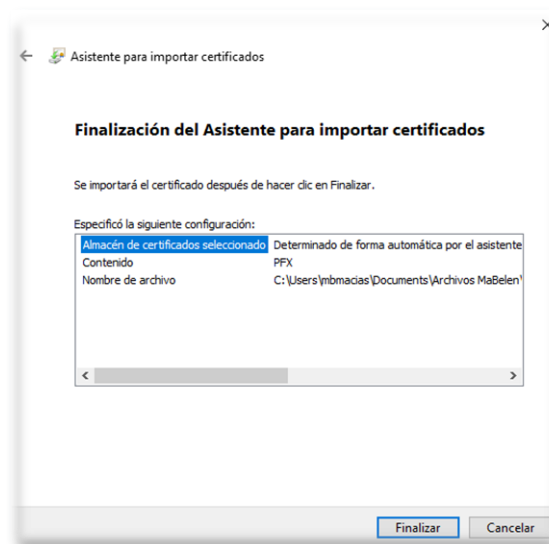 Asistente para importar certificados
Finalización del Asistente para importar certificados
Se importará el certificado después de hacer clic en Finalizar.
Especificó la siguiente configuración:
Almacén de certificados seleccionado Determinado de forma automática por el asistente
Contenido PFX
Nombre de archivo C:\Users\mbmacias\Documents\Archivos MaBelen\
Finalizar Cancelar